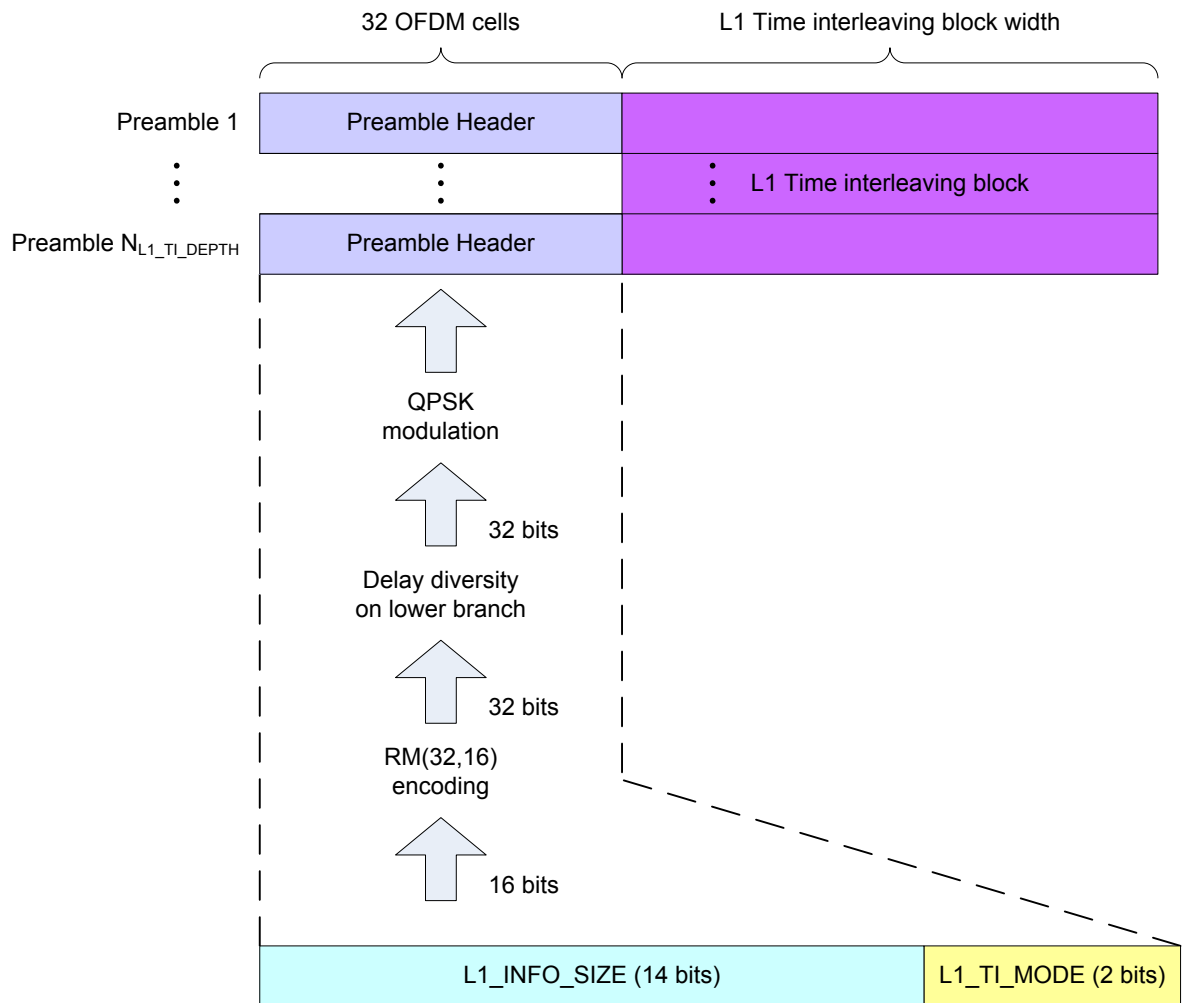 32 OFDM cells
L1 Time interleaving block width
Preamble 1
Preamble Header
L1 Time interleaving block
Preamble N_L1_TI_DEPTH
Preamble Header
QPSK
modulation
32 bits
Delay diversity
on lower branch
32 bits
RM(32,16)
encoding
16 bits
L1_INFO_SIZE (14 bits)
L1_TI_MODE (2 bits)